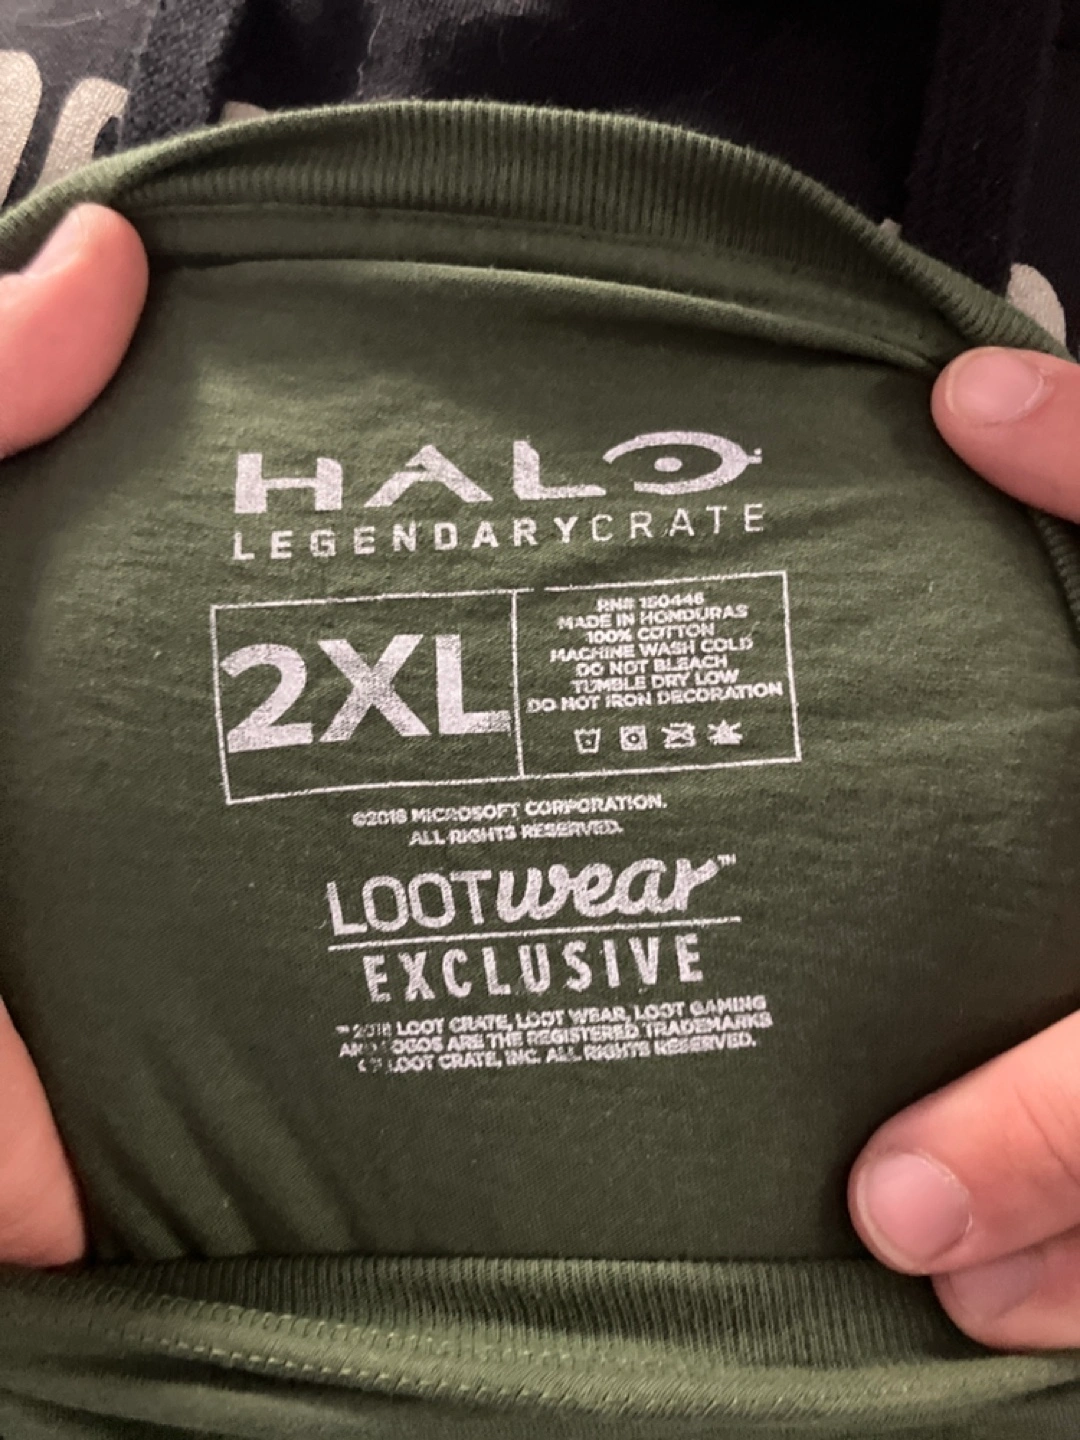 HALO
LEGENDARYCRATE
2XL
RN# 150446
MADE IN HONDURAS
100% COTTON
MACHINE WASH COLD
DO NOT BLEACH
TUMBLE DRY LOW
DO NOT IRON DECORATION
©2018 MICROSOFT CORPORATION.
ALL RIGHTS RESERVED.
LOOTwear™
EXCLUSIVE
™ 2018 LOOT CRATE, LOOT WEAR, LOOT GAMING
LOGOS ARE THE REGISTERED TRADEMARKS
LOOT CRATE, INC. ALL RIGHTS RESERVED.